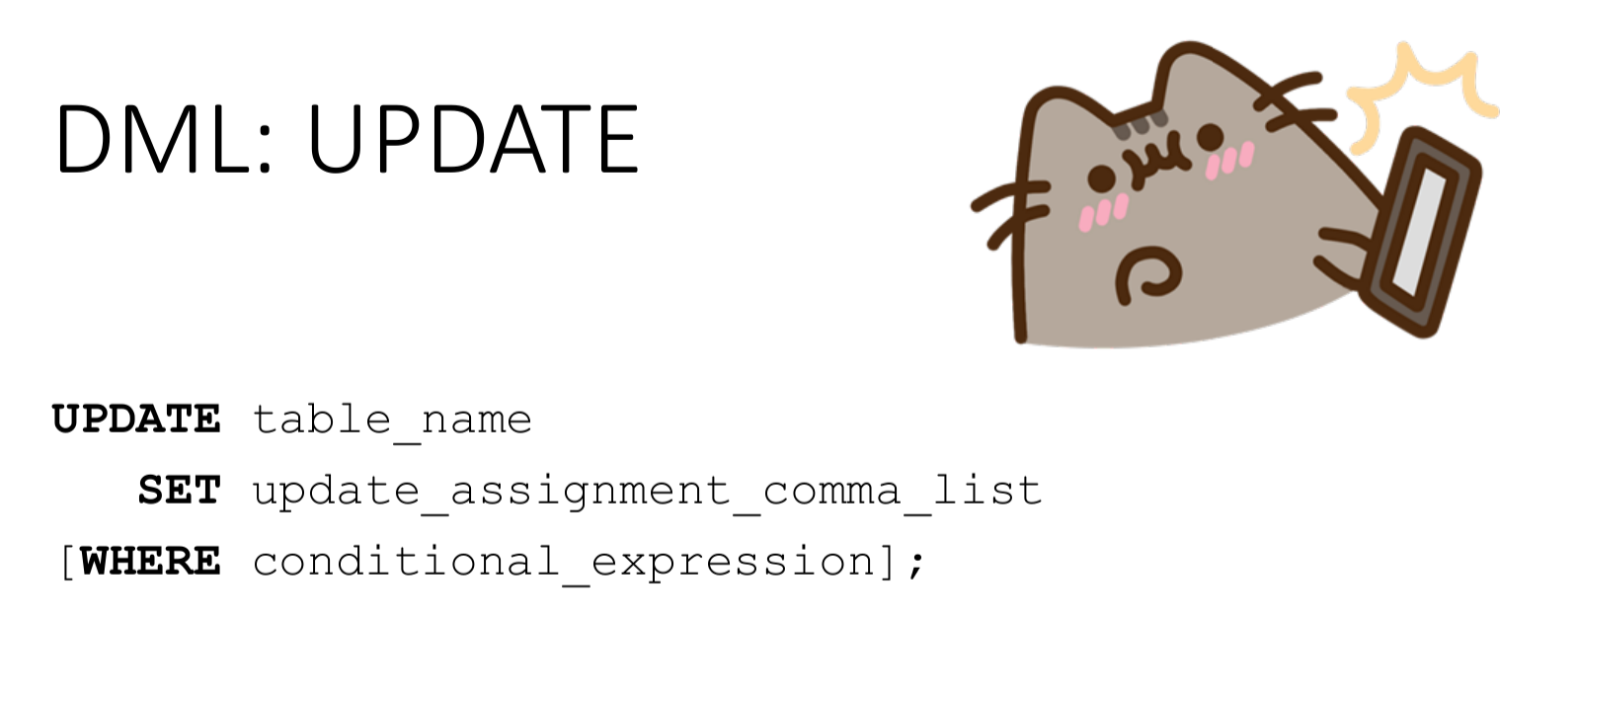 DML: UPDATE
UPDATE table_name
SET update_assignment_comma_list
[WHERE conditional_expression];